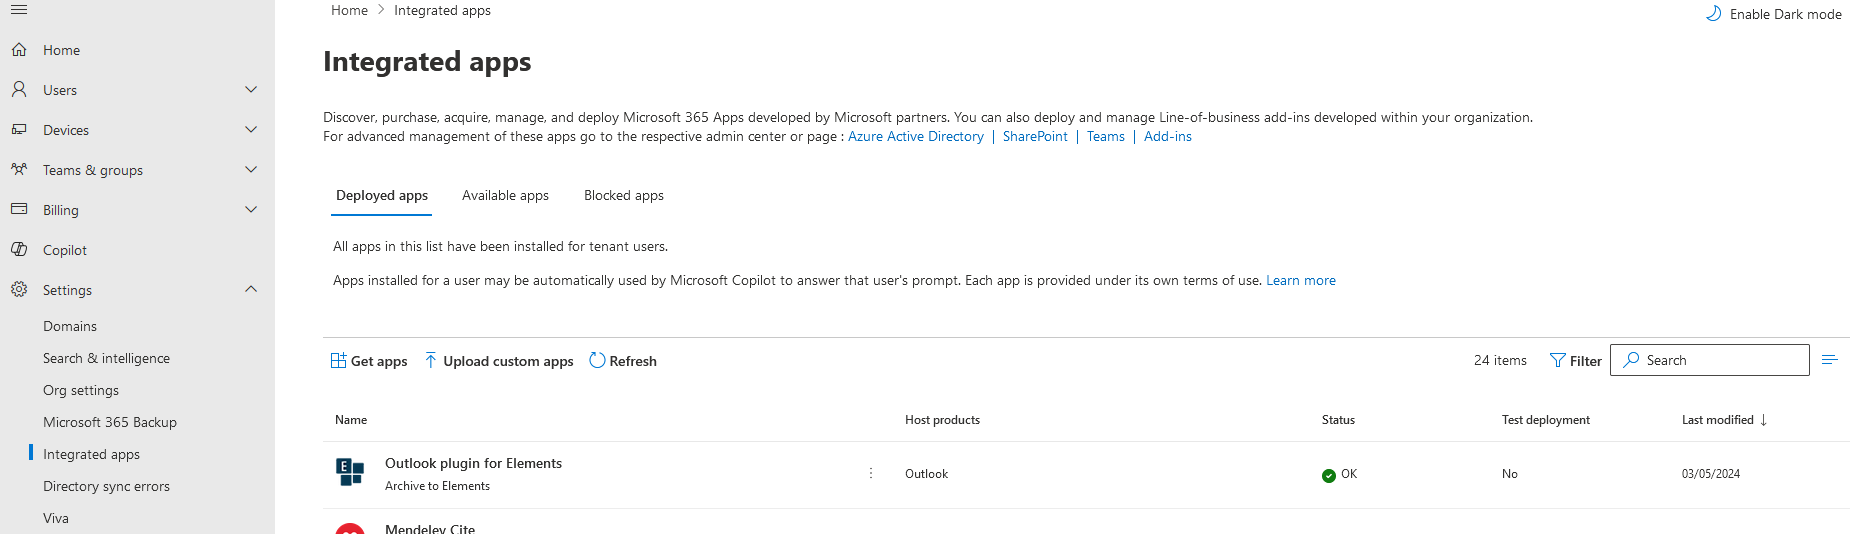 Home > Integrated apps
Enable Dark mode
Home
Users
Devices
Teams & groups
Billing
Copilot
Settings
Domains
Search & intelligence
Org settings
Microsoft 365 Backup
Integrated apps
Directory sync errors
Viva
Integrated apps
Discover, purchase, acquire, manage, and deploy Microsoft 365 Apps developed by Microsoft partners. You can also deploy and manage Line-of-business add-ins developed within your organization.
For advanced management of these apps go to the respective admin center or page : Azure Active Directory | SharePoint | Teams | Add-ins
Deployed apps Available apps Blocked apps
All apps in this list have been installed for tenant users.
Apps installed for a user may be automatically used by Microsoft Copilot to answer that user's prompt. Each app is provided under its own terms of use. Learn more
Get apps Upload custom apps Refresh 24 items Filter Search
Name Host products Status Test deployment Last modified ↓
E Outlook plugin for Elements
Archive to Elements Outlook OK No 03/05/2024
Mendeley Cite